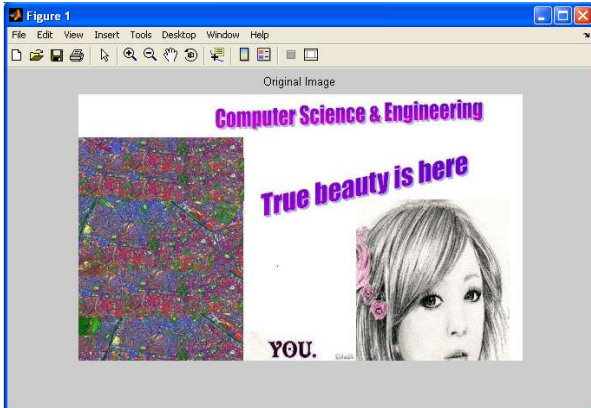 Figure 1
File Edit View Insert Tools Desktop Window Help
Original Image
Computer Science & Engineering
True beauty is here
YOU.